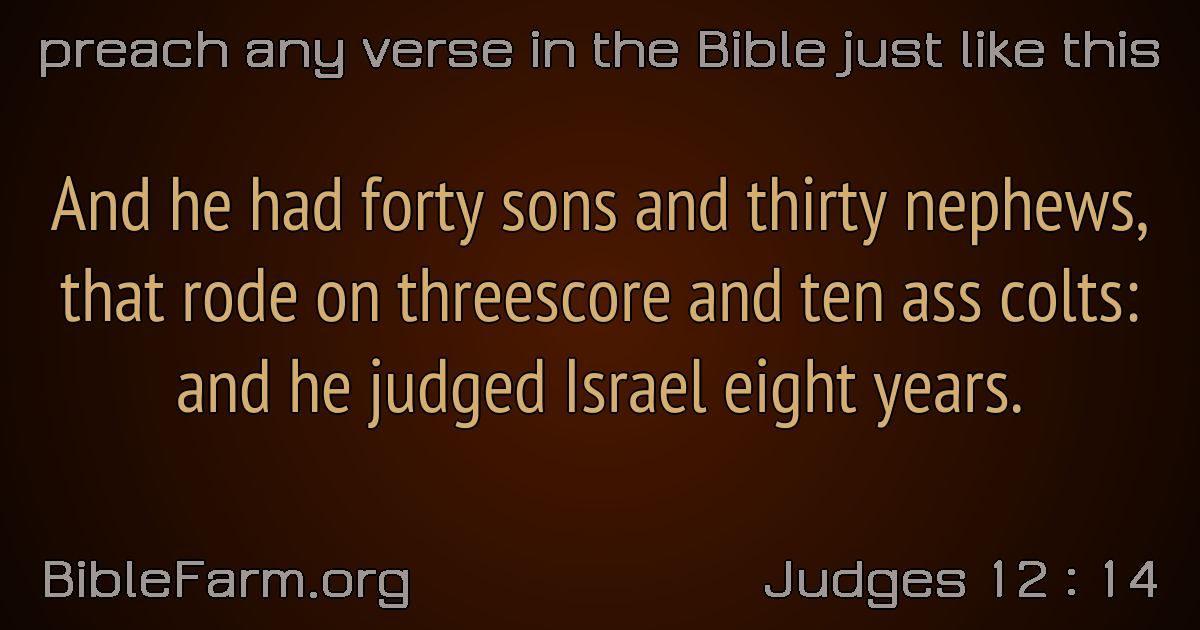 preach any verse in the Bible just like this
And he had forty sons and thirty nephews,
that rode on threescore and ten ass colts:
and he judged Israel eight years.
BibleFarm.org
Judges 12 : 14